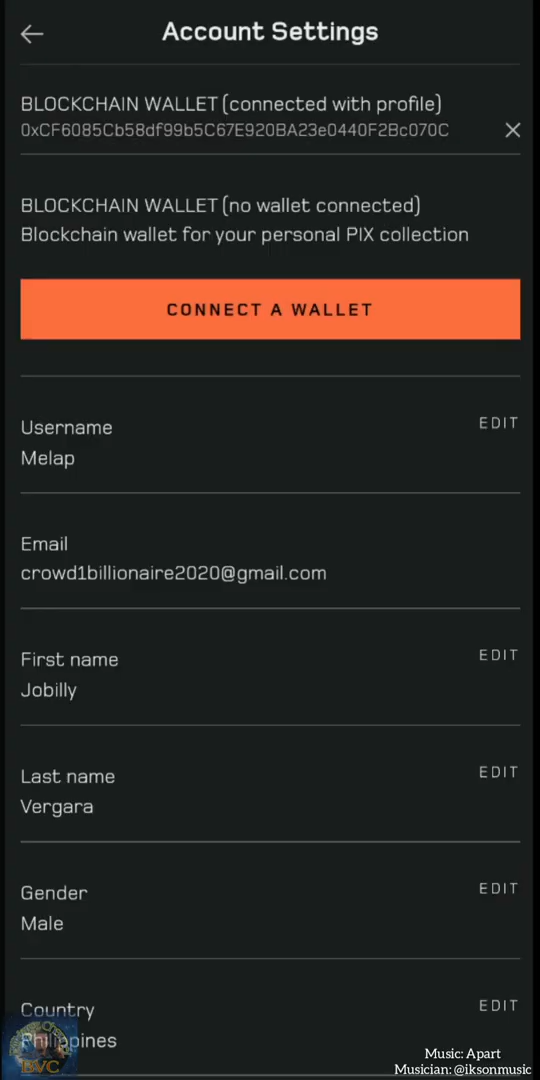 Account Settings
BLOCKCHAIN WALLET (connected with profile)
0xCF6085Cb58df99b5C67E920BA23e0440F2Bc070C
BLOCKCHAIN WALLET (no wallet connected)
Blockchain wallet for your personal PIX collection
CONNECT A WALLET
Username
EDIT
Melap
Email
crowd1billionaire2020@gmail.com
First name
EDIT
Jobilly
Last name
EDIT
Vergara
Gender
EDIT
Male
Country
EDIT
Philippines
BVC
Music: Apart
Musician: @iksonmusic